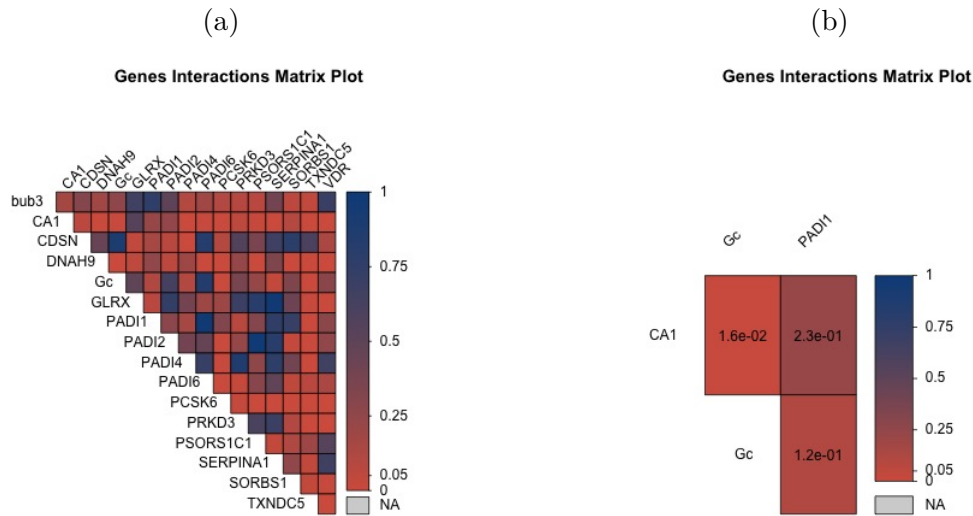 (a)
(b)
Genes Interactions Matrix Plot
Genes Interactions Matrix Plot
CA1
CDSN
DNAH9
Gc
GLRX
PADI1
PADI2
PADI4
PADI6
PCSK6
PRKD3
PSORS1C1
SERPINA1
SORBS1
TXNDC5
VDR
bub3
CA1
CDSN
DNAH9
Gc
GLRX
PADI1
PADI2
PADI4
PADI6
PCSK6
PRKD3
PSORS1C1
SERPINA1
SORBS1
TXNDC5
1
0.75
0.5
0.25
0.05
0
NA
Gc
PADI1
CA1
1.6e-02
2.3e-01
Gc
1.2e-01
1
0.75
0.5
0.25
0.05
0
NA